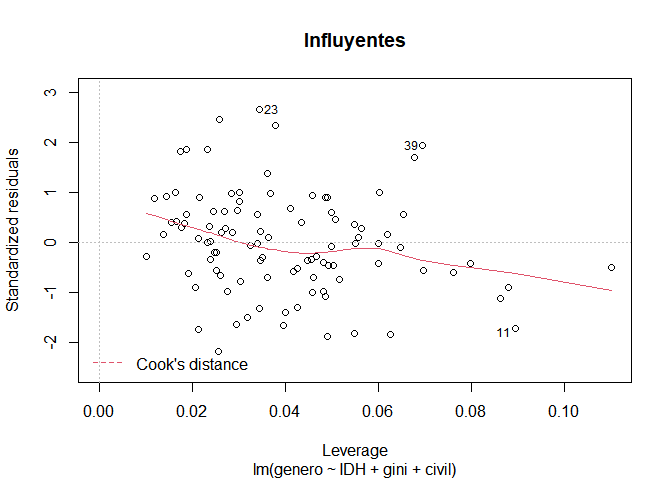 Influyentes
Standardized residuals
3
2
1
0
-1
-2
23
39
11
Cook's distance
0.00 0.02 0.04 0.06 0.08 0.10
Leverage
lm(genero ~ IDH + gini + civil)